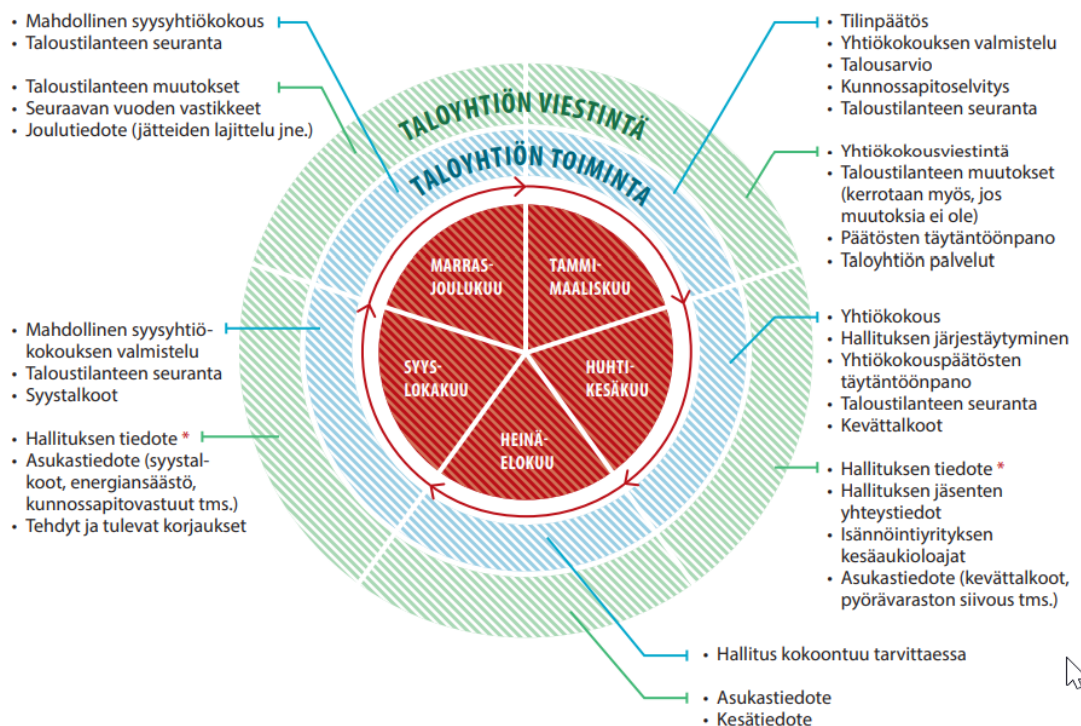 • Mahdollinen syysyhtiökokous
• Taloustilanteen seuranta
• Taloustilanteen muutokset
• Seuraavan vuoden vastikkeet
• Joulutiedote (jätteiden lajittelu jne.)
• Tilinpäätös
• Yhtiökokouksen valmistelu
• Talousarvio
• Kunnossapitoselvitys
• Taloustilanteen seuranta
• Yhtiökokousviestintä
• Taloustilanteen muutokset
(kerrotaan myös, jos
muutoksia ei ole)
• Päätösten täytäntöönpano
• Taloyhtiön palvelut
TALOYHTIÖN VIESTINTÄ
TALOYHTIÖN TOIMINTA
MARRAS-
JOULUKUU
TAMMI-
MAALISKUU
SYYS-
LOKAKUU
HUHTI-
KESÄKUU
HEINÄ-
ELOKUU
• Mahdollinen syysyhtiö-
kokouksen valmistelu
• Taloustilanteen seuranta
• Syystalkoot
• Hallituksen tiedote *
• Asukastiedote (syystal-
koot, energiansäästö,
kunnossapitovastuut tms.)
• Tehdyt ja tulevat korjaukset
• Yhtiökokous
• Hallituksen järjestäytyminen
• Yhtiökokouspäätösten
täytäntöönpano
• Taloustilanteen seuranta
• Kevättalkoot
• Hallituksen tiedote *
• Hallituksen jäsenten
yhteystiedot
• Isännöintiyrityksen
kesäaukioloajat
• Asukastiedote (kevättalkoot,
pyörävaraston siivous tms.)
• Hallitus kokoontuu tarvittaessa
• Asukastiedote
• Kesätiedote